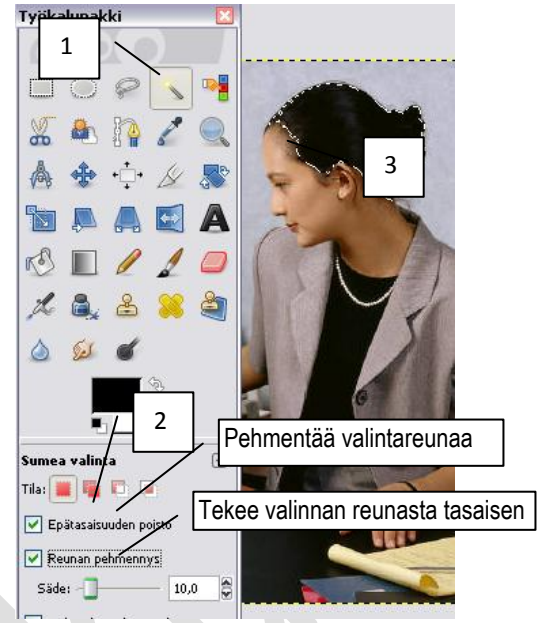 Työkalupakki
1
3
2
Pehmentää valintareunaa
Sumea valinta
Tila:
Tekee valinnan reunasta tasaisen
Epätasaisuuden poisto
Reunan pehmennys
Säde:
10,0